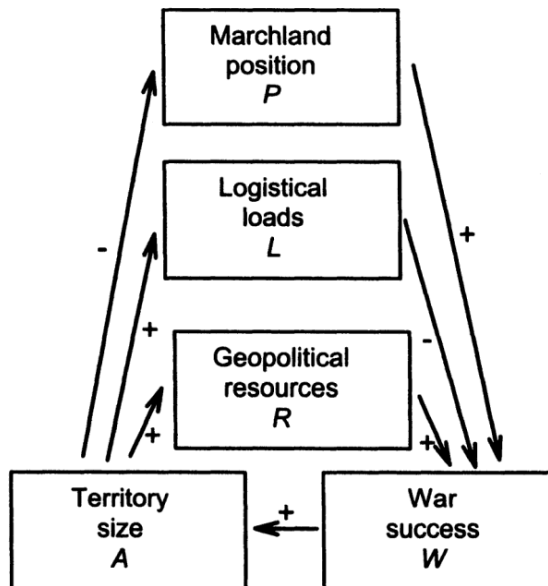 Marchland
position
P
Logistical
loads
L
Geopolitical
resources
R
Territory
size
A
War
success
W
-
+
+
-
+
+
+